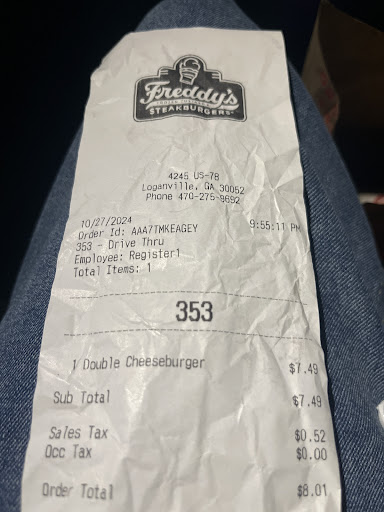 Freddy's
FROZEN CUSTARD &
STEAKBURGERS
4245 US-78
Loganville, GA 30052
Phone 470-275-9692
10/27/2024 9:55:11 PM
Order Id: AAA7TMKEAGEY
353 - Drive Thru
Employee: Register1
Total Items: 1
353
1 Double Cheeseburger $7.49
Sub Total $7.49
Sales Tax $0.52
Occ Tax $0.00
Order Total $8.01